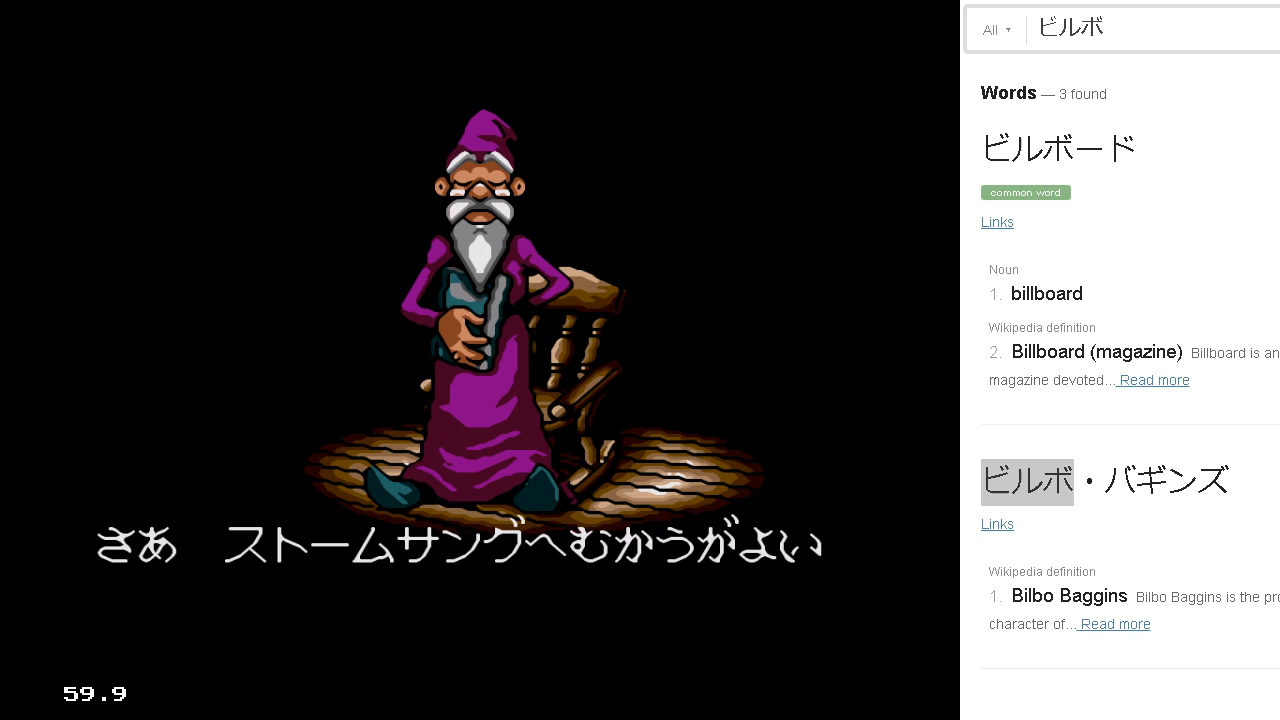 さあ ストームサングへむかうがよい
59.9
All ▾
ビルボ
Words — 3 found
ビルボード
common word
Links
Noun
1. billboard
Wikipedia definition
2. Billboard (magazine) Billboard is an
magazine devoted... Read more
ビルボ・バギンズ
Links
Wikipedia definition
1. Bilbo Baggins Bilbo Baggins is the pro
character of... Read more